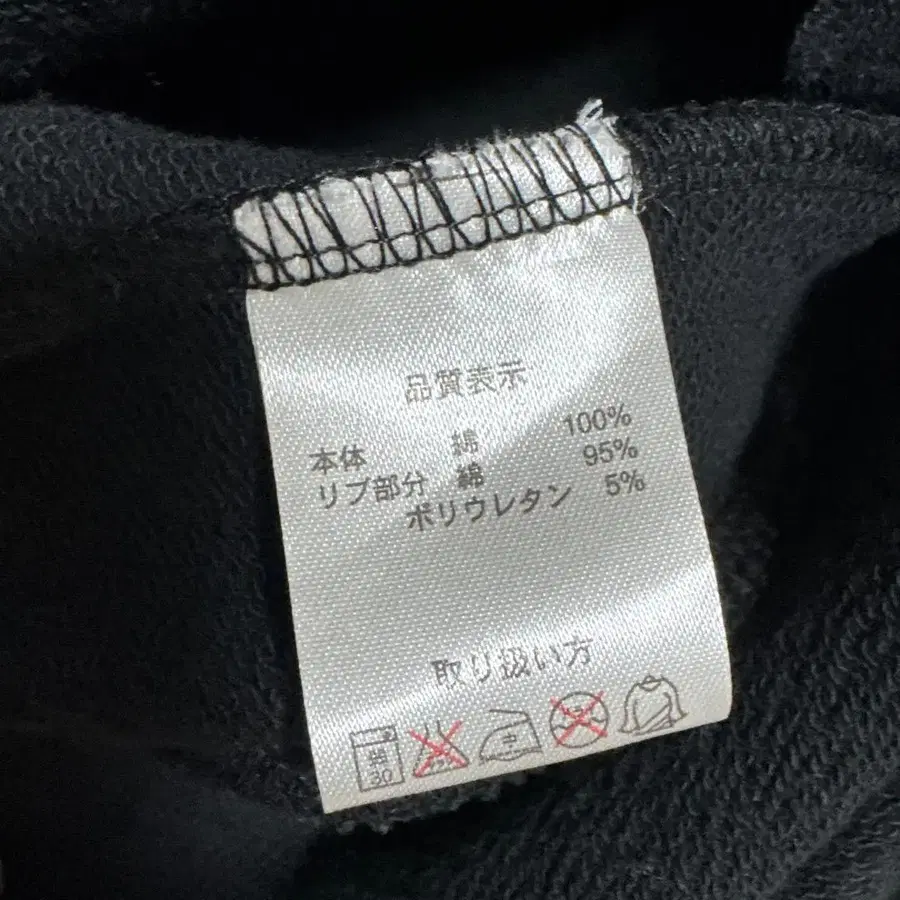 品質表示
本体 綿 100%
リブ部分 綿 95%
ポリウレタン 5%
取り扱い方
弱 30 中